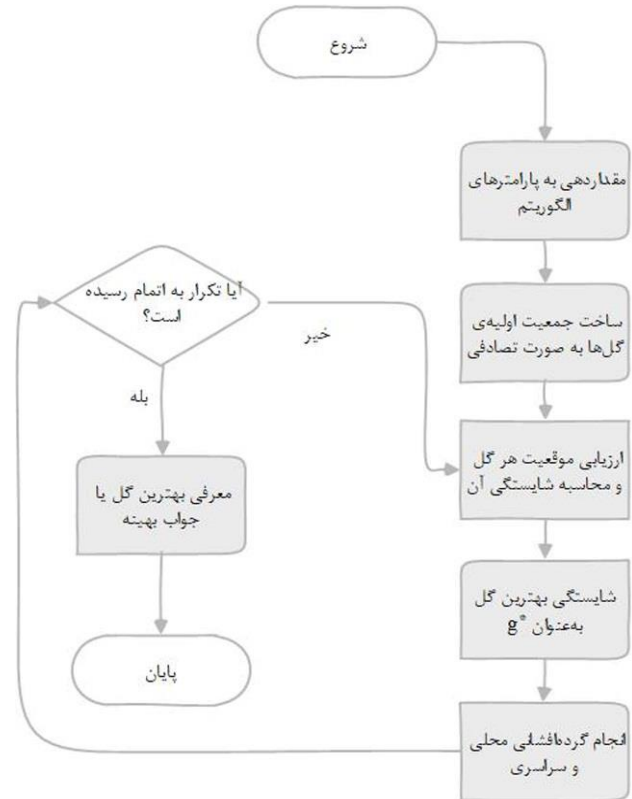 شروع
مقداردهی به پارامترهای
الگوریتم
ساخت جمعیت اولیه‌ی
گل‌ها به صورت تصادفی
ارزیابی موقعیت هر گل
و محاسبه شایستگی آن
شایستگی بهترین گل
به‌عنوان g*
انجام گرده‌افشانی محلی
و سراسری
آیا تکرار به اتمام رسیده
است؟
خیر
بله
معرفی بهترین گل یا
جواب بهینه
پایان